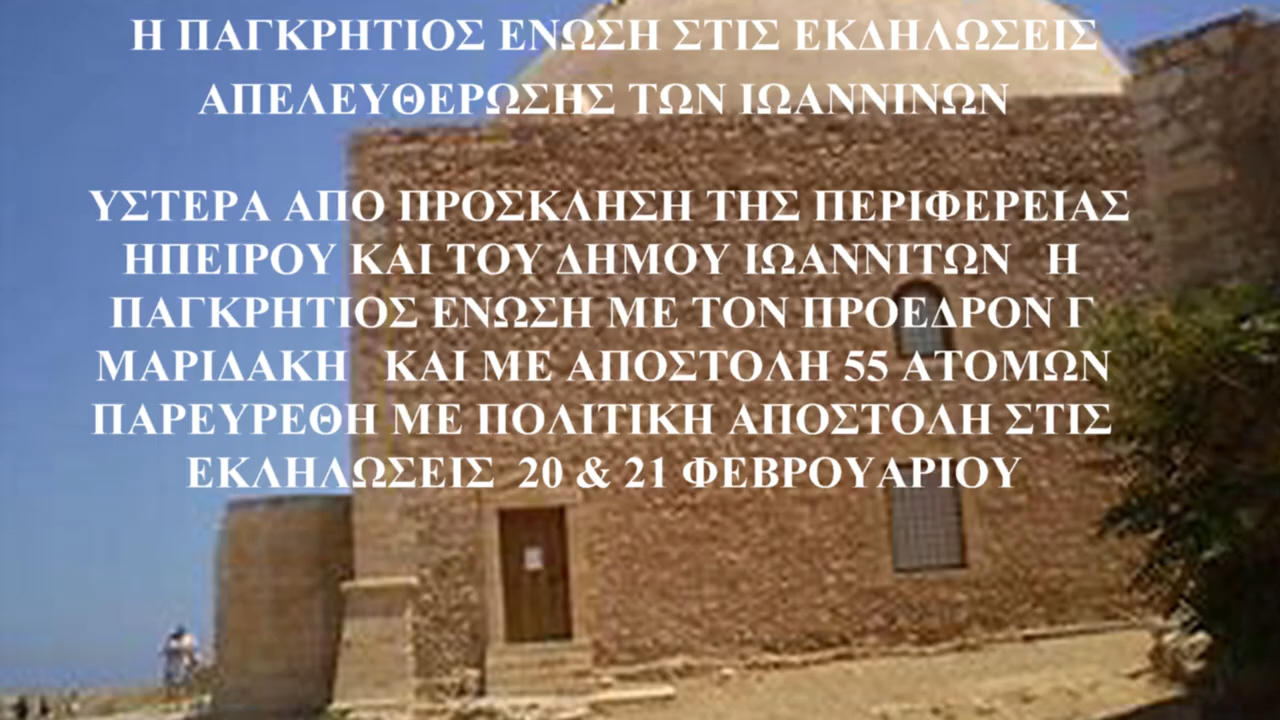 Η ΠΑΓΚΡΗΤΙΟΣ ΕΝΩΣΗ ΣΤΙΣ ΕΚΔΗΛΩΣΕΙΣ
ΑΠΕΛΕΥΘΕΡΩΣΗΣ ΤΩΝ ΙΩΑΝΝΙΝΩΝ
ΥΣΤΕΡΑ ΑΠΟ ΠΡΟΣΚΛΗΣΗ ΤΗΣ ΠΕΡΙΦΕΡΕΙΑΣ
ΗΠΕΙΡΟΥ ΚΑΙ ΤΟΥ ΔΗΜΟΥ ΙΩΑΝΝΙΤΩΝ Η
ΠΑΓΚΡΗΤΙΟΣ ΕΝΩΣΗ ΜΕ ΤΟΝ ΠΡΟΕΔΡΟΝ Γ
ΜΑΡΙΔΑΚΗ ΚΑΙ ΜΕ ΑΠΟΣΤΟΛΗ 55 ΑΤΟΜΩΝ
ΠΑΡΕΥΡΕΘΗ ΜΕ ΠΟΛΙΤΙΚΗ ΑΠΟΣΤΟΛΗ ΣΤΙΣ
ΕΚΛΗΛΩΣΕΙΣ 20 & 21 ΦΕΒΡΟΥΑΡΙΟΥ